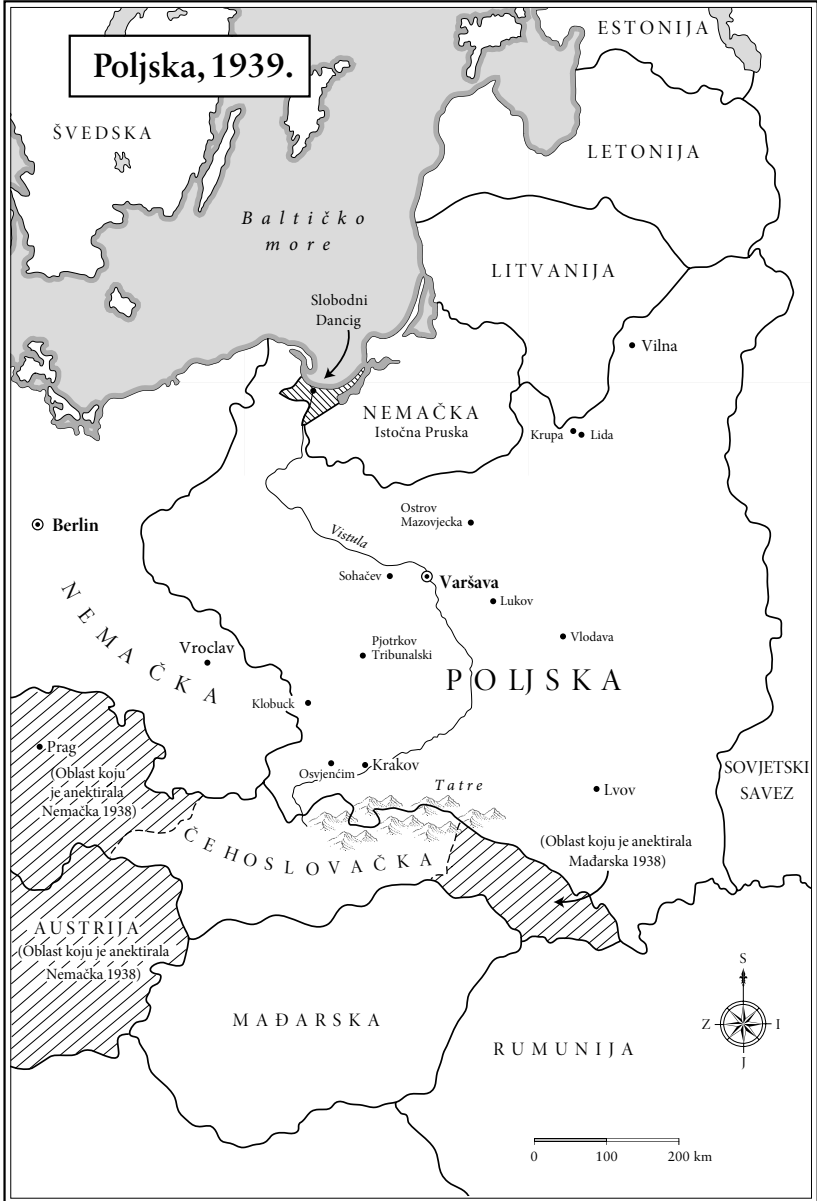 Poljska, 1939.
ESTONIJA
ŠVEDSKA
LETONIJA
Baltičko
more
LITVANIJA
Slobodni
Dancig
Vilna
NEMAČKA
Istočna Pruska
Krupa
Lida
Ostrov
Mazovjecka
Berlin
Vistula
Sohačev
Varšava
Lukov
NEMAČKA
Vlodava
Pjotrkov
Tribunalski
Vroclav
POLJSKA
Klobuck
Prag
(Oblast koju
je anektirala
Nemačka 1938)
Osvjenćim
Krakov
SOVJETSKI
SAVEZ
Tatre
Lvov
ČEHOSLOVAČKA
(Oblast koju je anektirala
Mađarska 1938)
AUSTRIJA
(Oblast koju je anektirala
Nemačka 1938)
MAĐARSKA
RUMUNIJA
S
Z
I
J
0 100 200 km